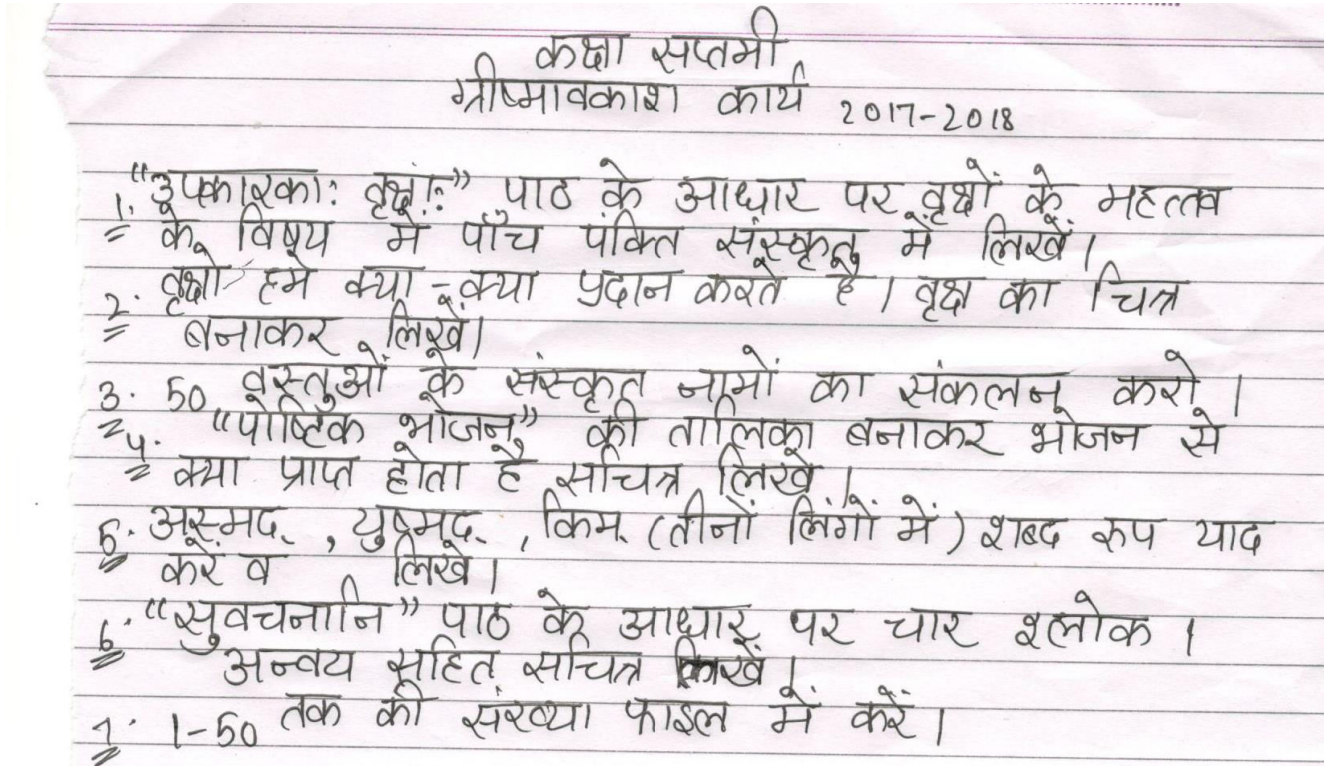 कक्षा सप्तमी
ग्रीष्मावकाश कार्य 2017-2018
1. "उपकारकाः वृक्षाः" पाठ के आधार पर वृक्षों के महत्तव
के विषय में पाँच पंक्ति संस्कृत में लिखें।
2. वृक्षो हमे क्या-क्या प्रदान करते है। वृक्ष का चित्र
बनाकर लिखें।
3. 50 वस्तुओं के संस्कृत नामों का संकलन करो।
4. "पोष्टिक भोजन" की तालिका बनाकर भोजन से
क्या प्राप्त होता है सचित्र लिखे।
5. अस्मद्, युष्मद्, किम् (तीनों लिंगों में) शब्द रुप याद
करें व लिखे।
6. "सुवचनानि" पाठ के आधार पर चार श्लोक।
अन्वय सहित सचित्र लिखें।
7. 1-50 तक की संख्या फाइल में करें।